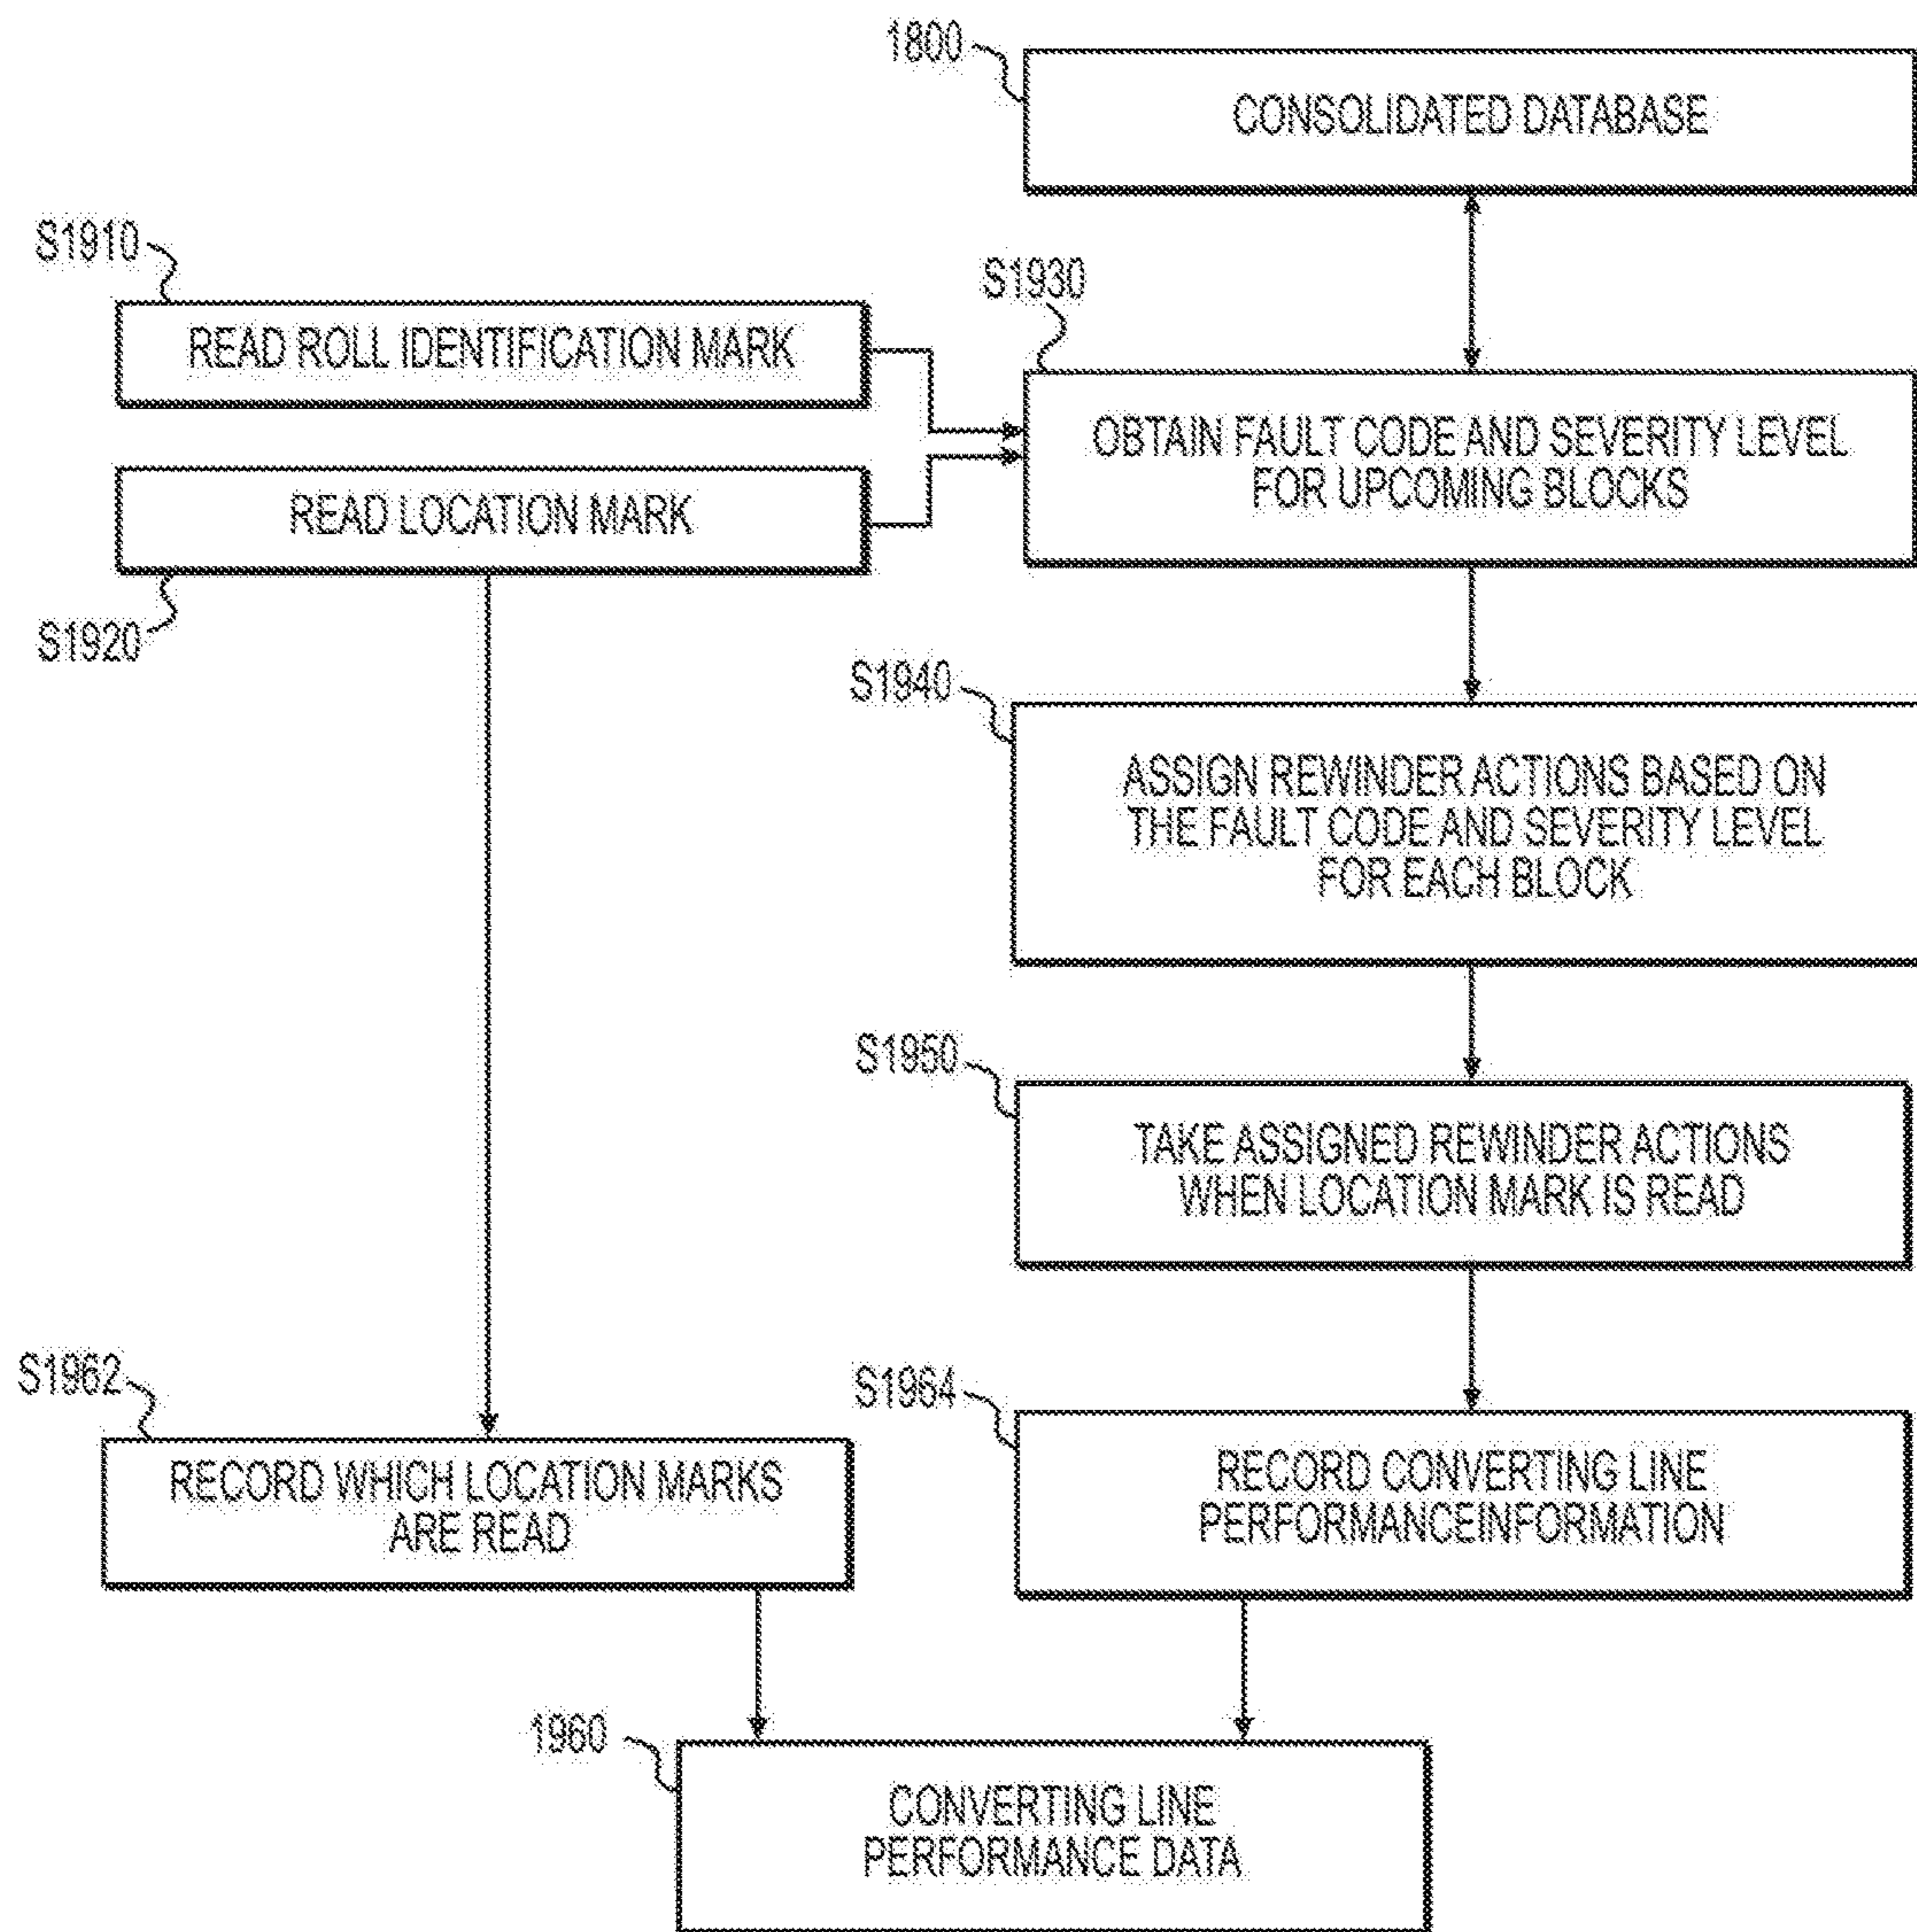 1800
CONSOLIDATED DATABASE
S1910
READ ROLL IDENTIFICATION MARK
S1930
OBTAIN FAULT CODE AND SEVERITY LEVEL
FOR UPCOMING BLOCKS
READ LOCATION MARK
S1920
S1940
ASSIGN REWINDER ACTIONS BASED ON
THE FAULT CODE AND SEVERITY LEVEL
FOR EACH BLOCK
S1950
TAKE ASSIGNED REWINDER ACTIONS
WHEN LOCATION MARK IS READ
S1962
RECORD WHICH LOCATION MARKS
ARE READ
S1964
RECORD CONVERTING LINE
PERFORMANCEINFORMATION
1960
CONVERTING LINE
PERFORMANCE DATA